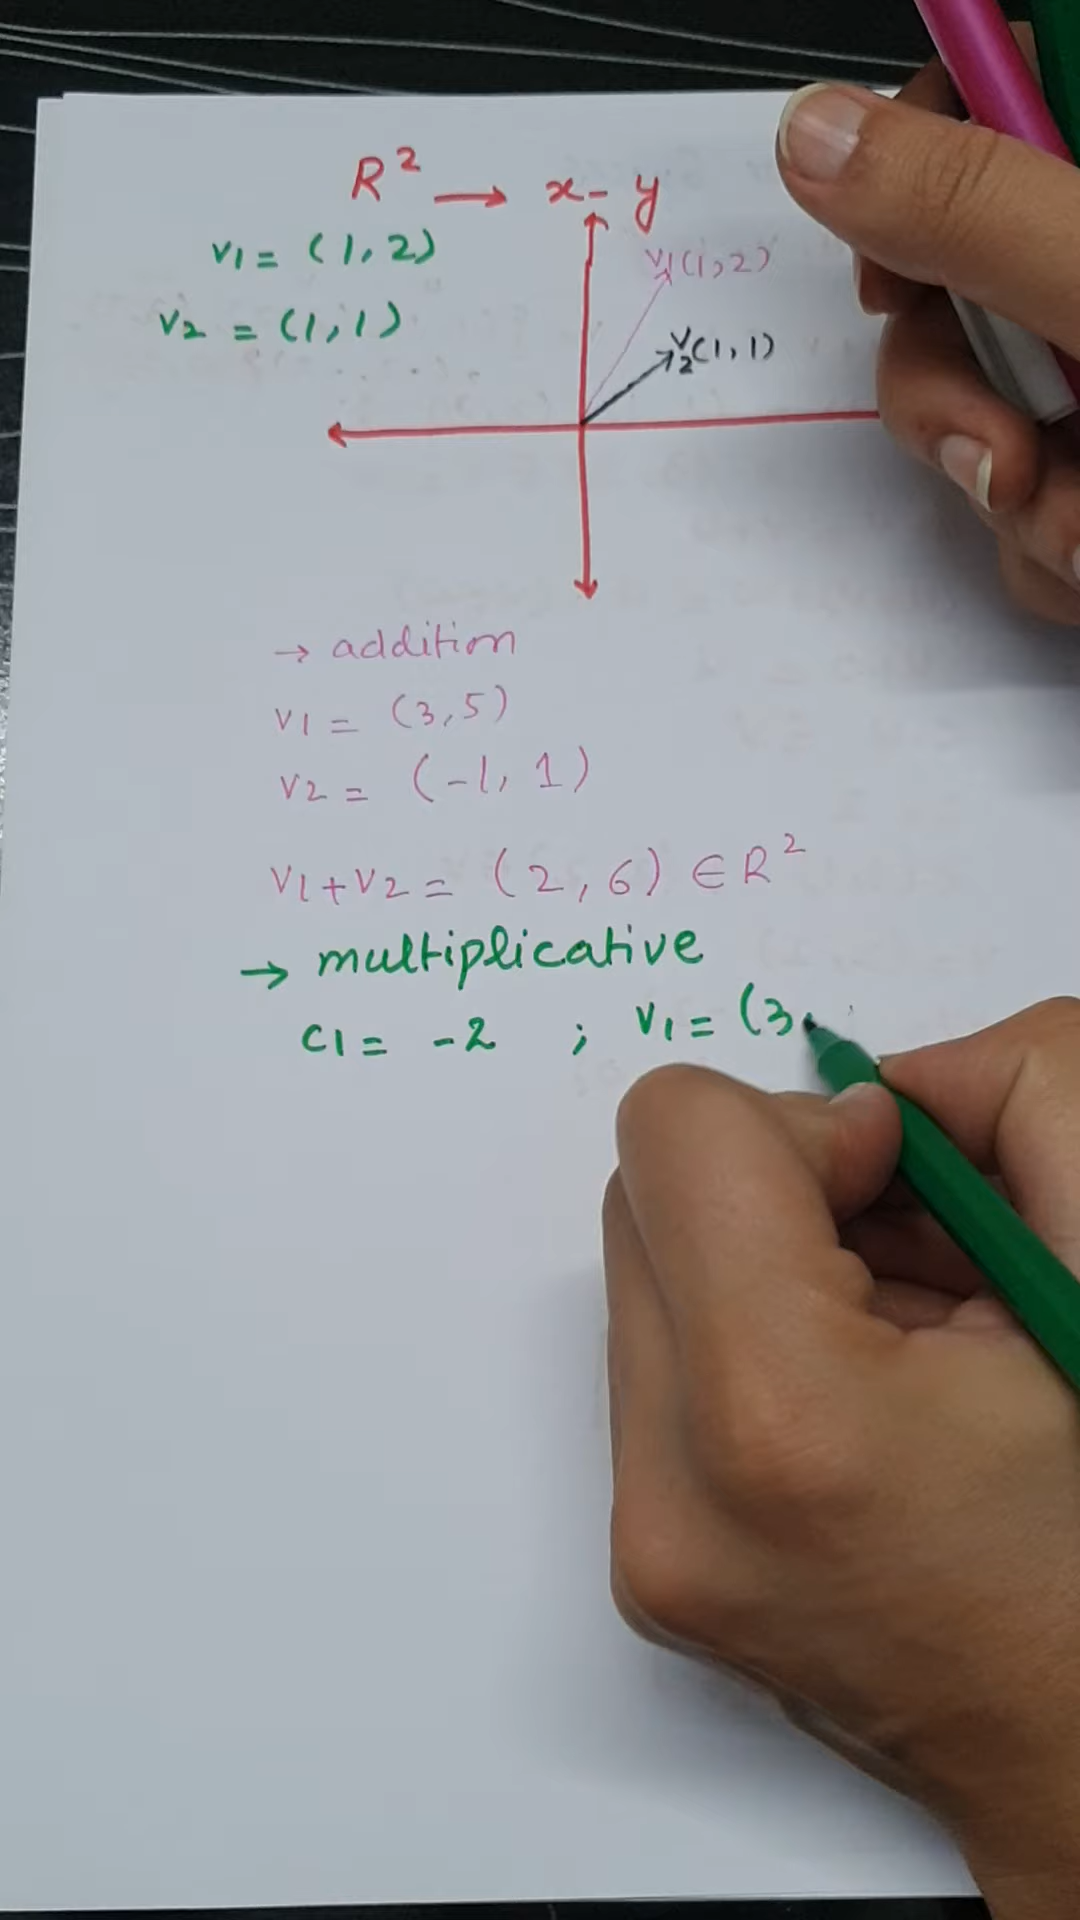 R² → x-y
v1 = (1,2)
v1(1,2)
v2 = (1,1)
v2(1,1)
→ addition
v1 = (3,5)
v2 = (-1, 1)
v1+v2 = (2,6) ∈ R²
→ multiplicative
c1 = -2 ; v1 = (3,